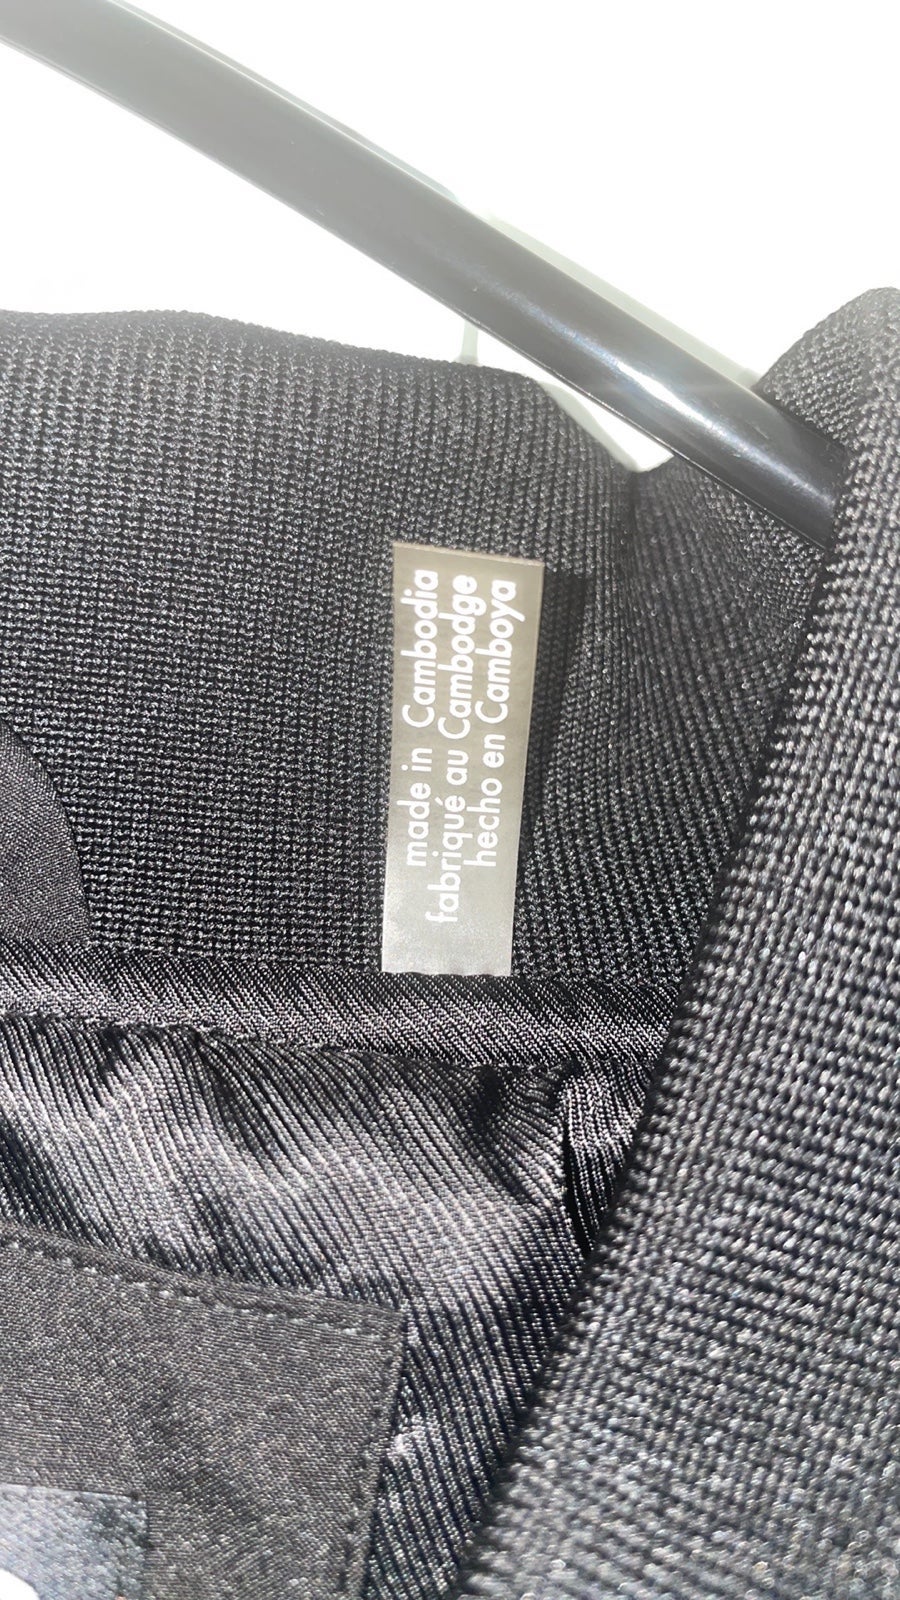 made in Cambodia
fabriqué au Cambodge
hecho en Camboya